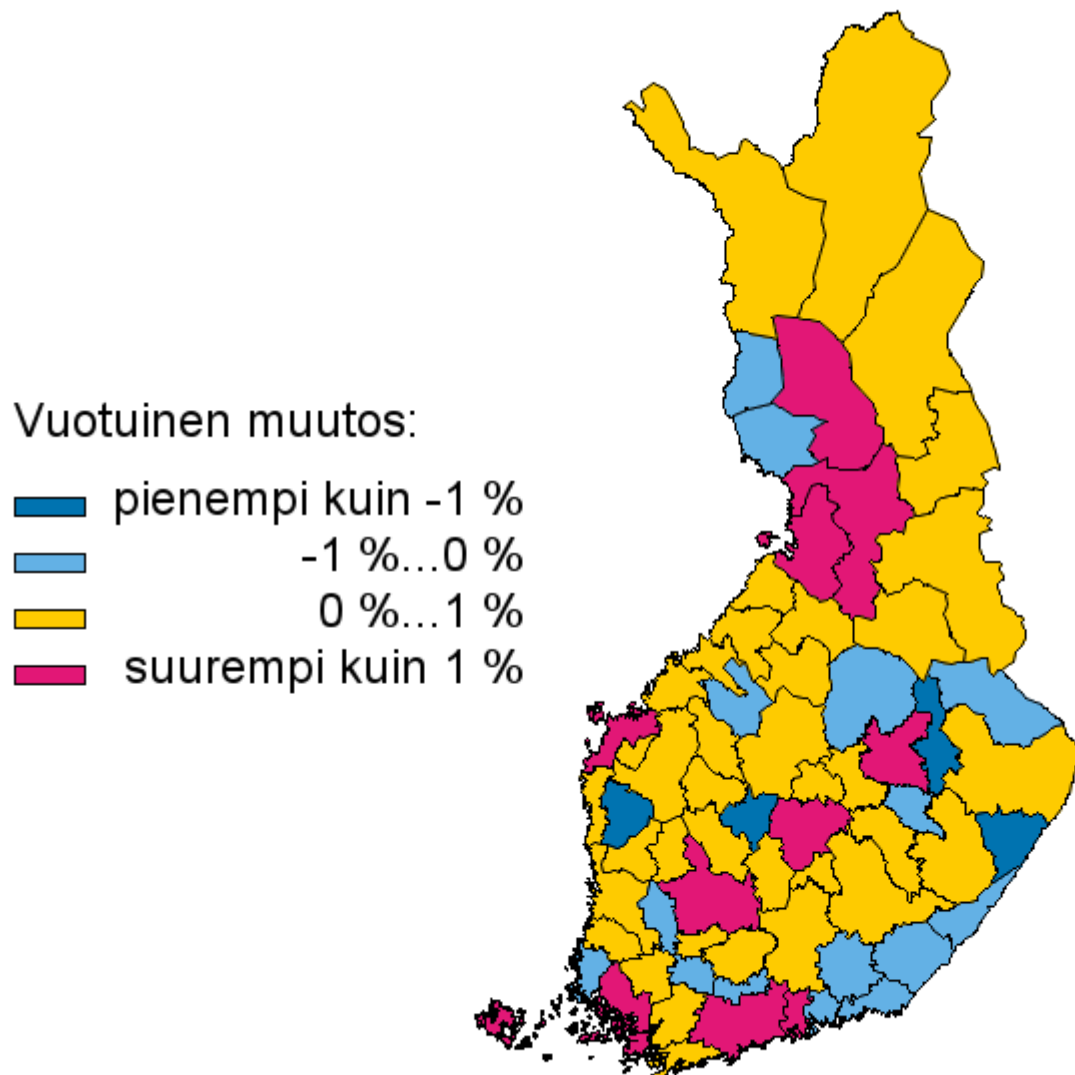 Vuotuinen muutos:
pienempi kuin -1 %
-1 %...0 %
0 %...1 %
suurempi kuin 1 %